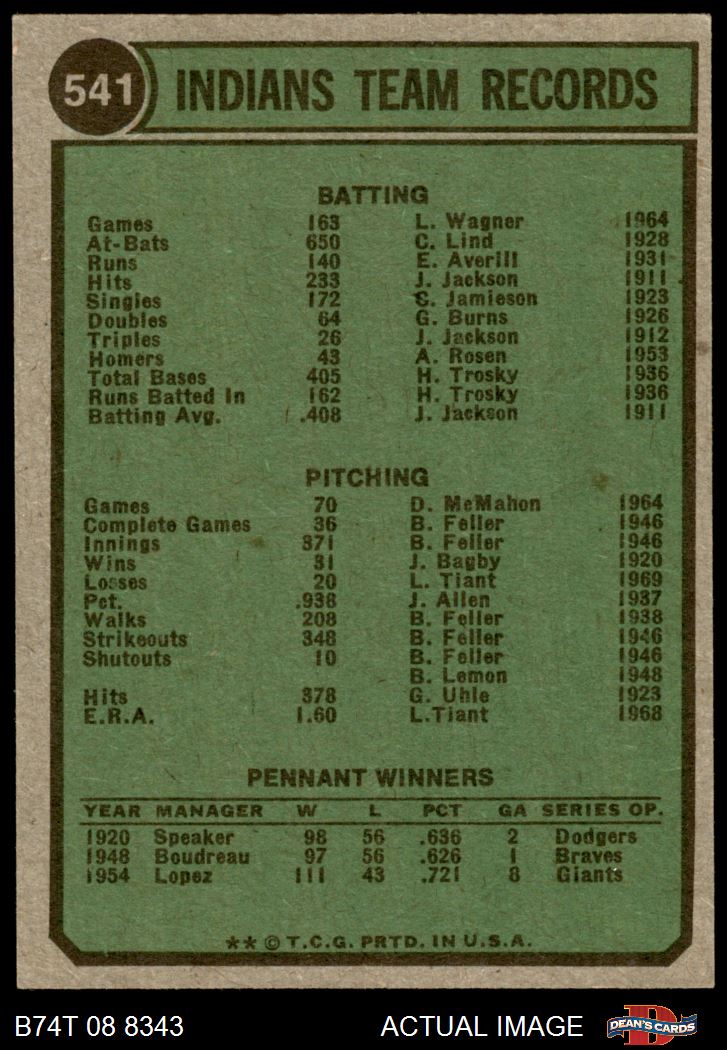 541 INDIANS TEAM RECORDS
BATTING
Games 163 L. Wagner 1964
At-Bats 650 C. Lind 1928
Runs 140 E. Averill 1931
Hits 233 J. Jackson 1911
Singles 172 C. Jamieson 1923
Doubles 64 G. Burns 1926
Triples 26 J. Jackson 1912
Homers 43 A. Rosen 1953
Total Bases 405 H. Trosky 1936
Runs Batted In 162 H. Trosky 1936
Batting Avg. .408 J. Jackson 1911
PITCHING
Games 70 D. McMahon 1964
Complete Games 36 B. Feller 1946
Innings 371 B. Feller 1946
Wins 31 J. Bagby 1920
Losses 20 L. Tiant 1969
Pct. .938 J. Allen 1937
Walks 208 B. Feller 1938
Strikeouts 348 B. Feller 1946
Shutouts 10 B. Feller 1946
B. Lemon 1948
Hits 378 G. Uhle 1923
E.R.A. 1.60 L.Tiant 1968
PENNANT WINNERS
YEAR MANAGER W L PCT GA SERIES OP.
1920 Speaker 98 56 .636 2 Dodgers
1948 Boudreau 97 56 .626 1 Braves
1954 Lopez 111 43 .721 8 Giants
** © T.C.G. PRTD. IN U.S.A.
B74T 08 8343 ACTUAL IMAGE D DEAN'S CARDS